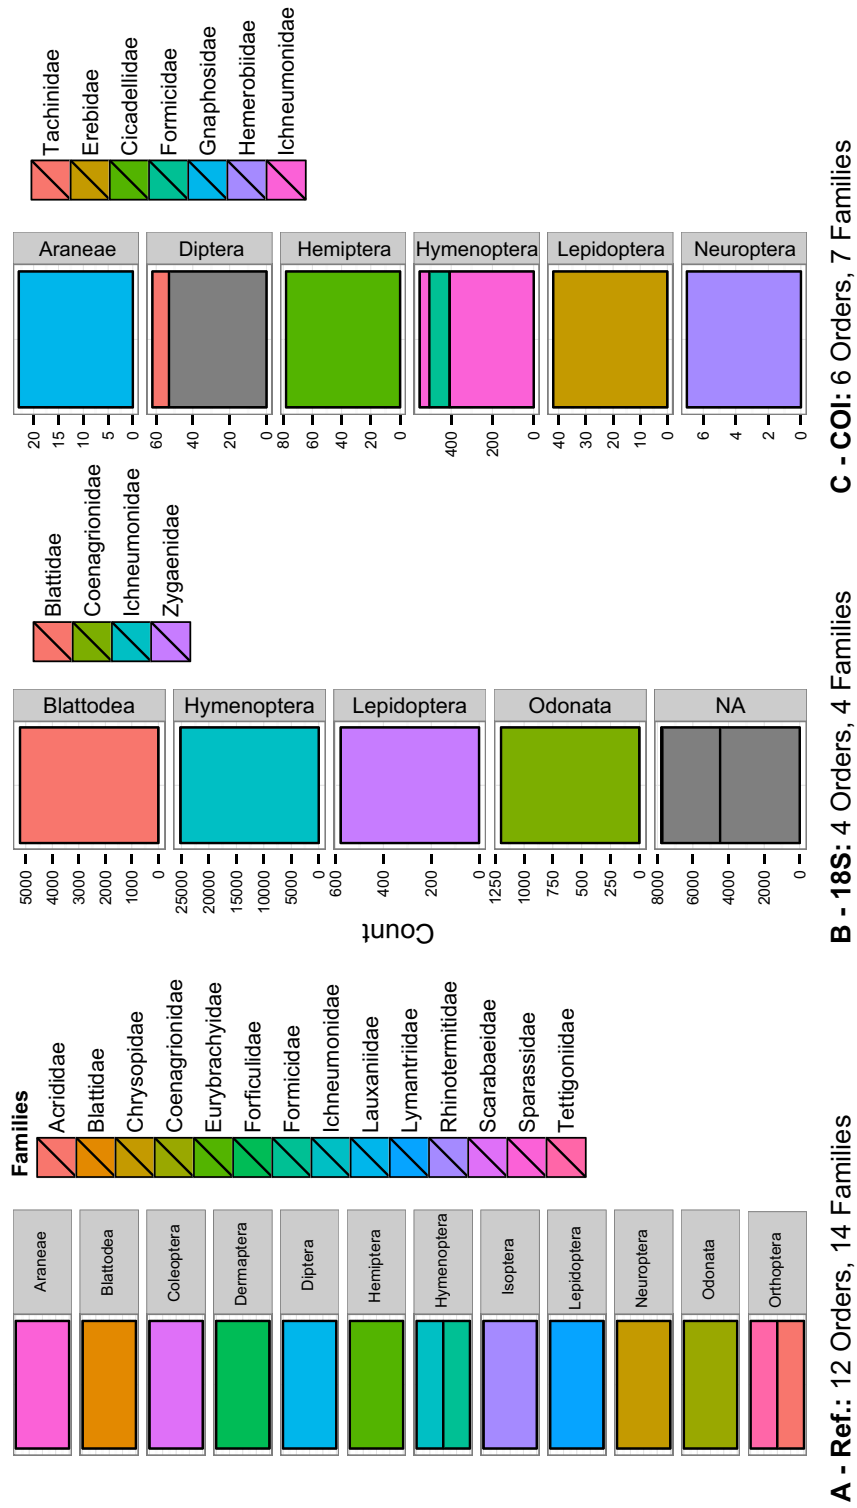 Families
Acrididae
Blattidae
Chrysopidae
Coenagrionidae
Eurybrachyidae
Forficulidae
Formicidae
Ichneumonidae
Lauxaniidae
Lymantriidae
Rhinotermitidae
Scarabaeidae
Sparassidae
Tettigoniidae
Araneae
Blattodea
Coleoptera
Dermaptera
Diptera
Hemiptera
Hymenoptera
Isoptera
Lepidoptera
Neuroptera
Odonata
Orthoptera
A - Ref.: 12 Orders, 14 Families
Blattidae
Coenagrionidae
Ichneumonidae
Zygaenidae
Count
Blattodea
5000
4000
3000
2000
1000
0
Hymenoptera
25000
20000
15000
10000
5000
0
Lepidoptera
600
400
200
0
Odonata
1250
1000
750
500
250
0
NA
8000
6000
4000
2000
0
B - 18S: 4 Orders, 4 Families
Tachinidae
Erebidae
Cicadellidae
Formicidae
Gnaphosidae
Hemerobiidae
Ichneumonidae
Araneae
20
15
10
5
0
Diptera
60
40
20
0
Hemiptera
80
60
40
20
0
Hymenoptera
400
200
0
Lepidoptera
40
30
20
10
0
Neuroptera
6
4
2
0
C - COI: 6 Orders, 7 Families